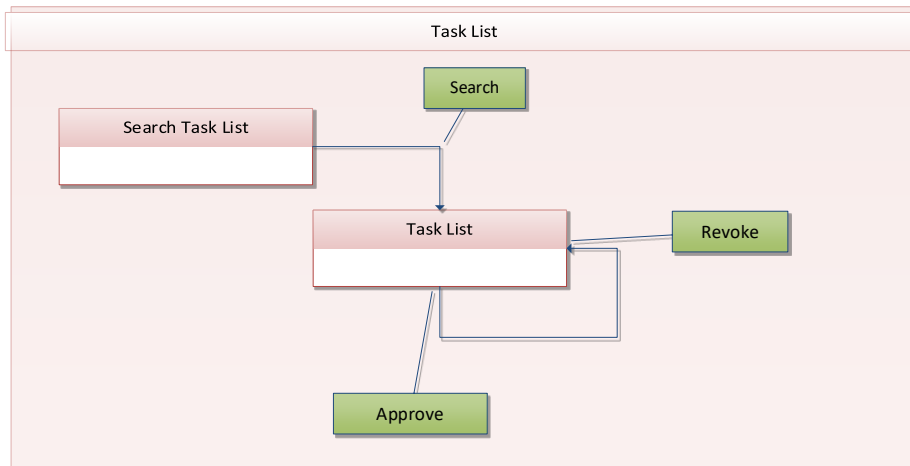 Task List
Search
Search Task List
Task List
Revoke
Approve